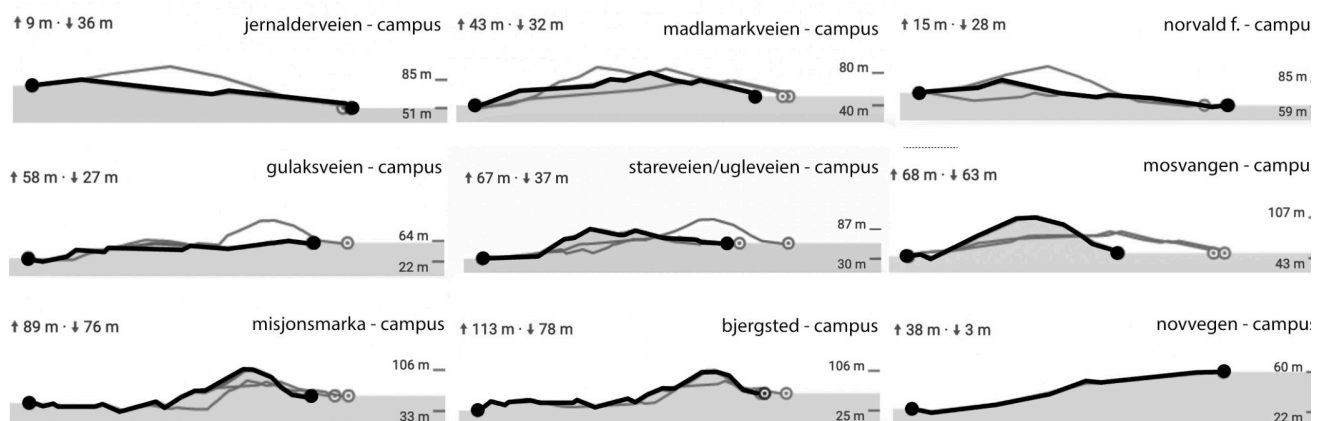 ↑ 9 m · ↓ 36 m
jernalderveien - campus
85 m
51 m
↑ 43 m · ↓ 32 m
madlamarkveien - campus
80 m
40 m
↑ 15 m · ↓ 28 m
norvald f. - campu
85 m
59 m
↑ 58 m · ↓ 27 m
gulaksveien - campus
64 m
22 m
↑ 67 m · ↓ 37 m
stareveien/ugleveien - campus
87 m
30 m
↑ 68 m · ↓ 63 m
mosvangen - campu
107 m
43 m
↑ 89 m · ↓ 76 m
misjonsmarka - campus
106 m
33 m
↑ 113 m · ↓ 78 m
bjergsted - campus
106 m
25 m
↑ 38 m · ↓ 3 m
novvegen - campus
60 m
22 m